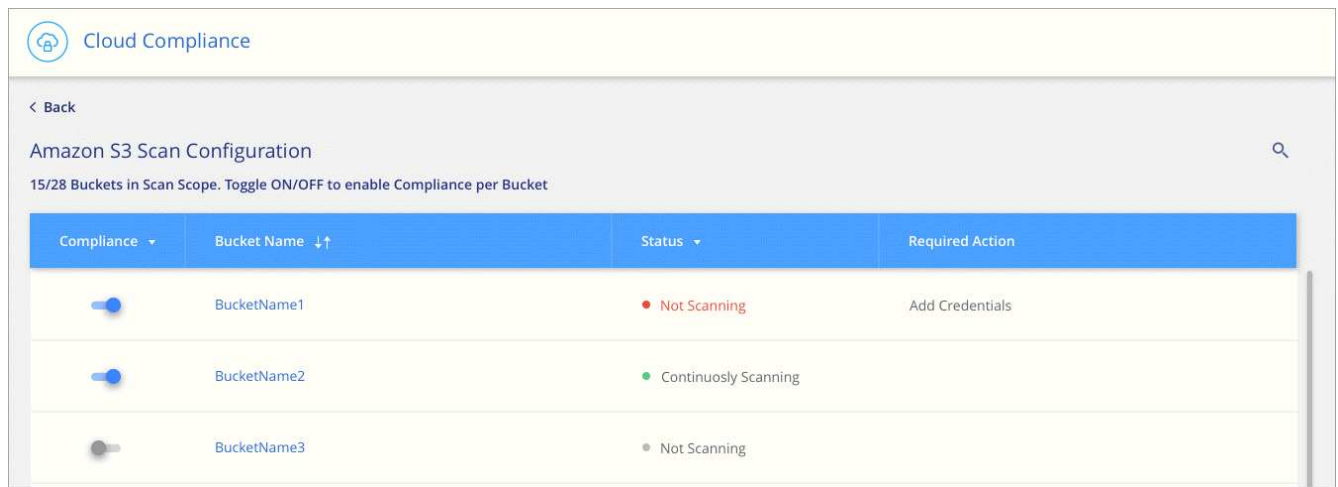 Cloud Compliance
< Back
Amazon S3 Scan Configuration
15/28 Buckets in Scan Scope. Toggle ON/OFF to enable Compliance per Bucket
Compliance Bucket Name Status Required Action
BucketName1 Not Scanning Add Credentials
BucketName2 Continuosly Scanning
BucketName3 Not Scanning